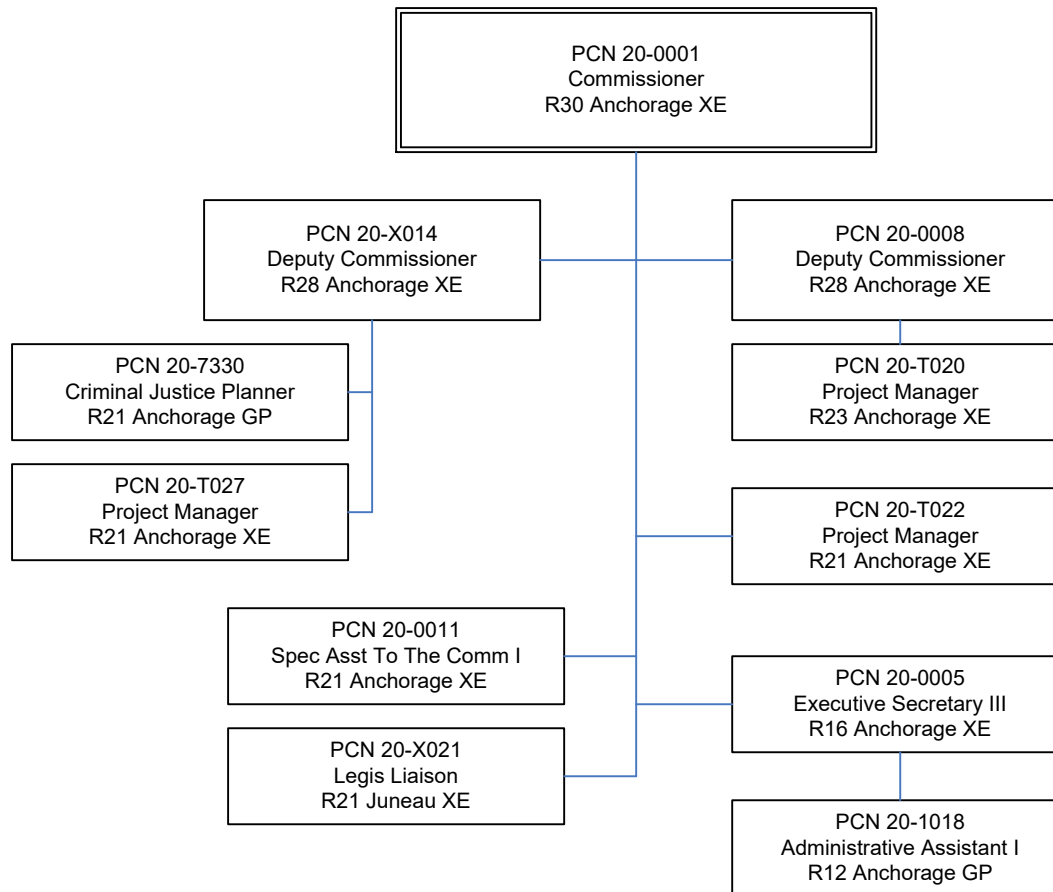 PCN 20-0001
Commissioner
R30 Anchorage XE
PCN 20-X014
Deputy Commissioner
R28 Anchorage XE
PCN 20-0008
Deputy Commissioner
R28 Anchorage XE
PCN 20-7330
Criminal Justice Planner
R21 Anchorage GP
PCN 20-T020
Project Manager
R23 Anchorage XE
PCN 20-T027
Project Manager
R21 Anchorage XE
PCN 20-T022
Project Manager
R21 Anchorage XE
PCN 20-0011
Spec Asst To The Comm I
R21 Anchorage XE
PCN 20-0005
Executive Secretary III
R16 Anchorage XE
PCN 20-X021
Legis Liaison
R21 Juneau XE
PCN 20-1018
Administrative Assistant I
R12 Anchorage GP